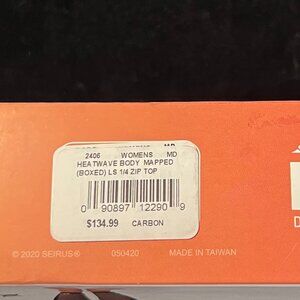 2406 WOMENS MD
HEATWAVE BODY MAPPED
(BOXED) LS 1/4 ZIP TOP
0 90897 12290 9
$134.99 CARBON
© 2020 SEIRUS® 050420 MADE IN TAIWAN